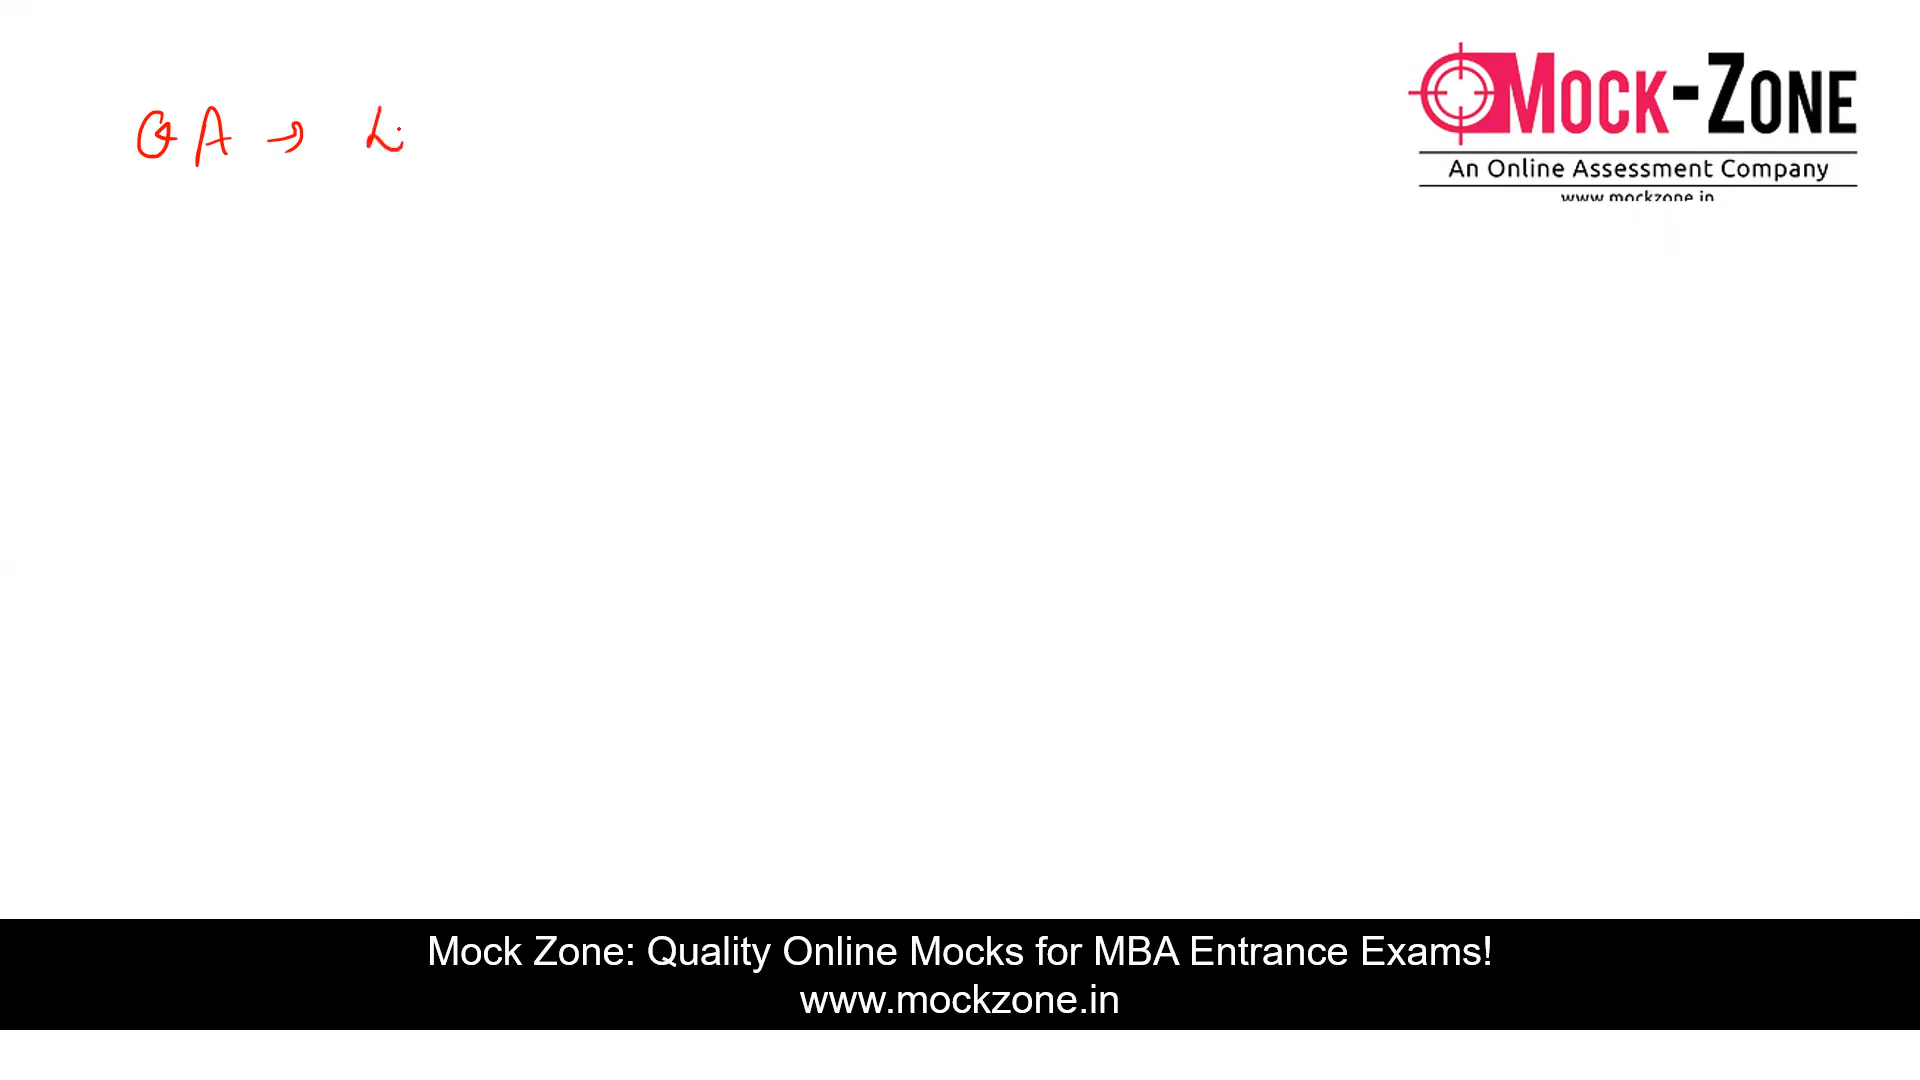 QA →
MOCK-ZONE
An Online Assessment Company
www.mockzone.in
Mock Zone: Quality Online Mocks for MBA Entrance Exams!
www.mockzone.in